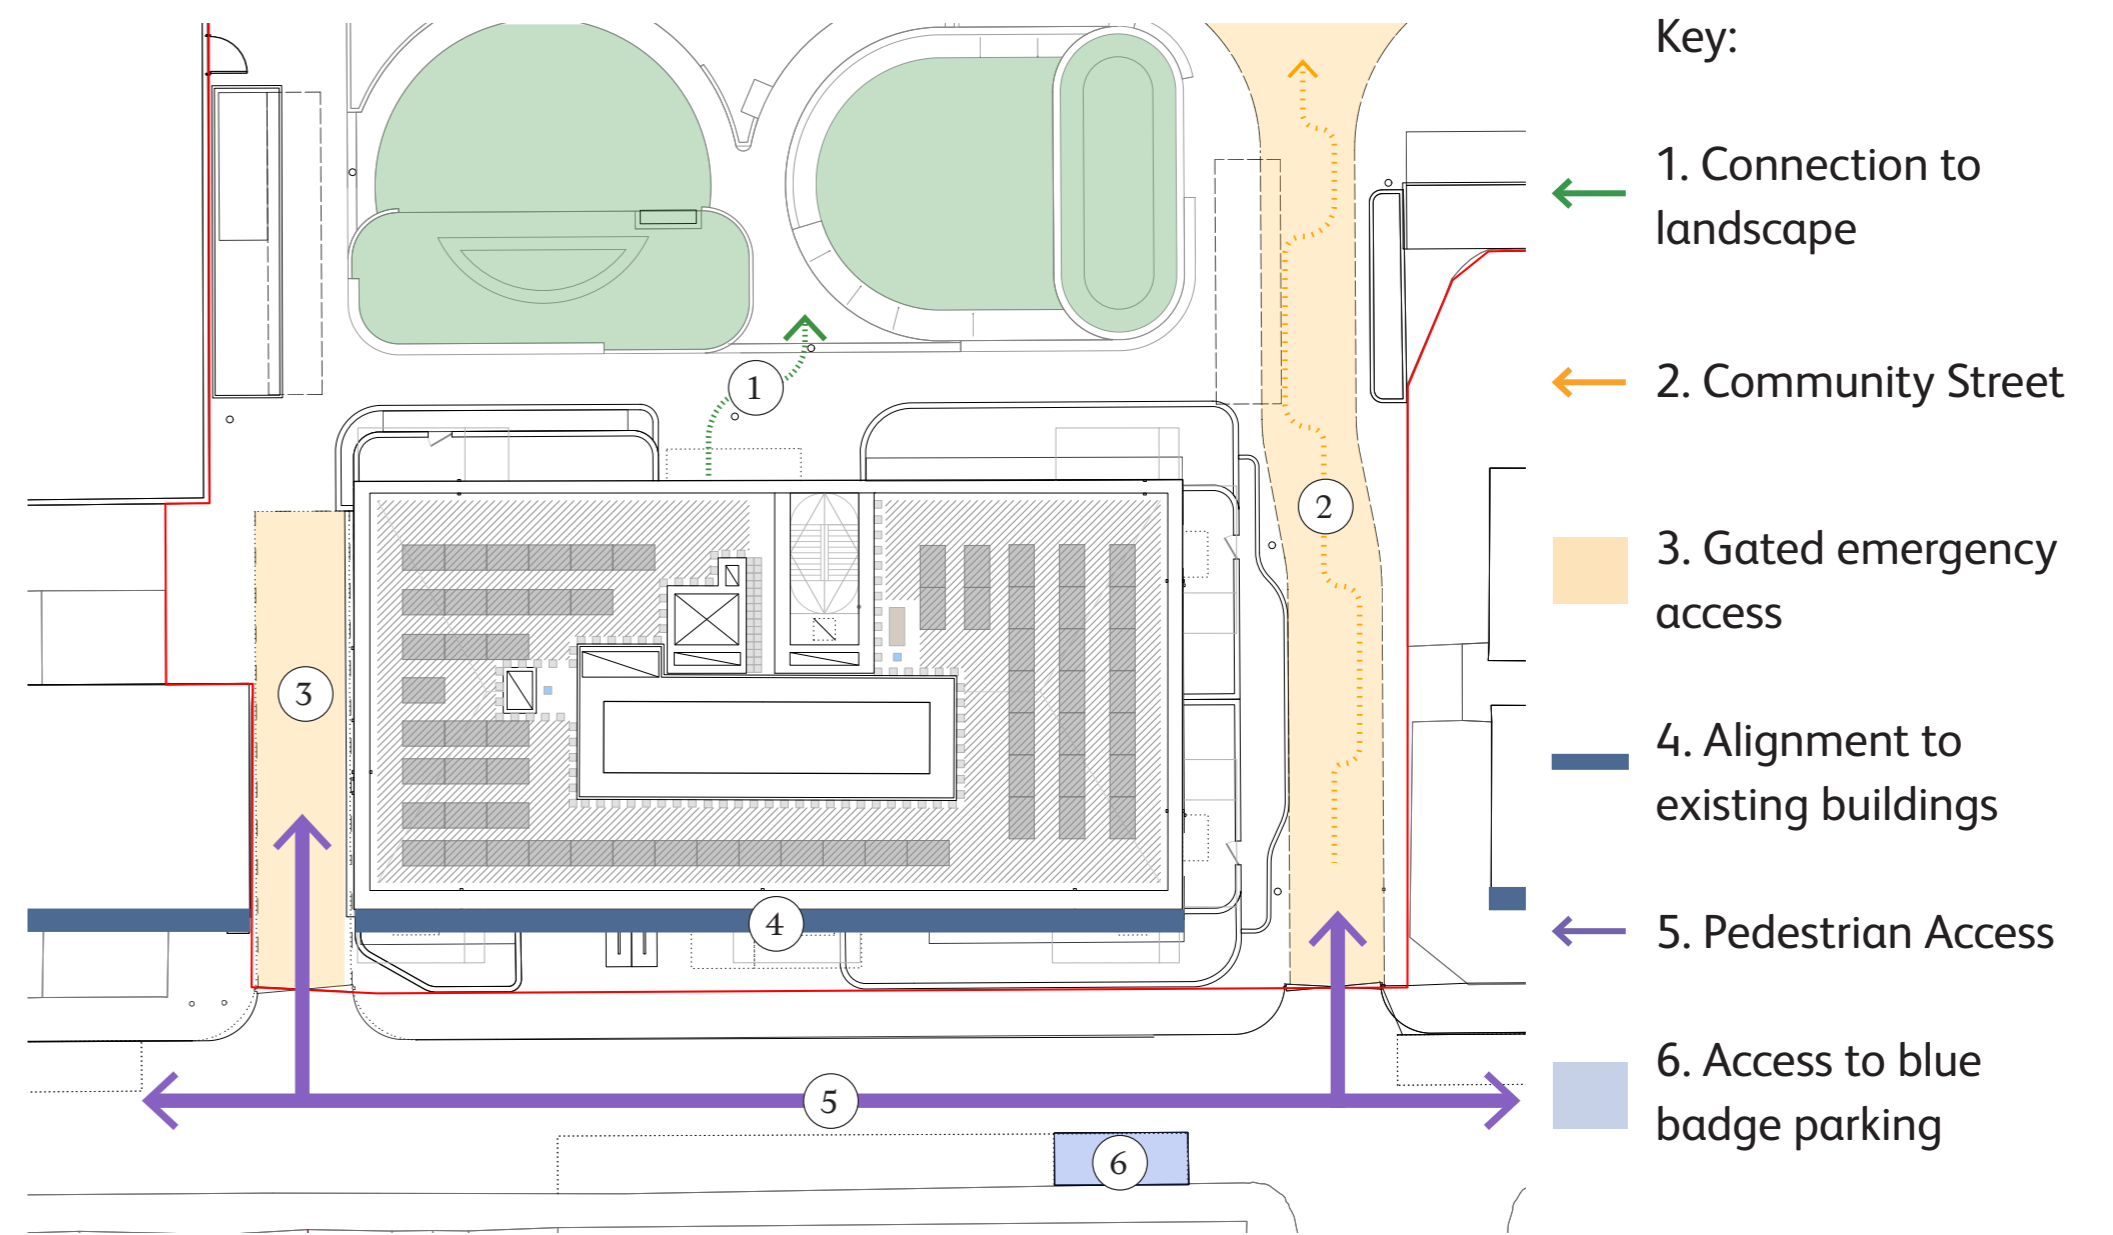 Key:
1. Connection to
landscape
2. Community Street
3. Gated emergency
access
4. Alignment to
existing buildings
5. Pedestrian Access
6. Access to blue
badge parking
1
2
3
4
5
6